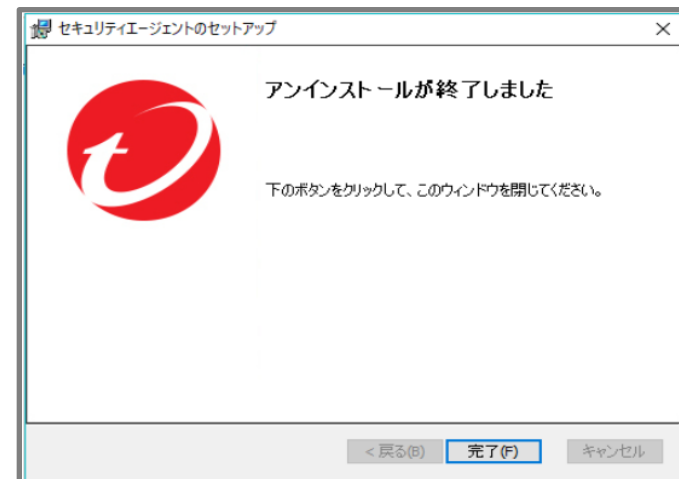 セキュリティエージェントのセットアップ
アンインストールが終了しました
下のボタンをクリックして、このウィンドウを閉じてください。
< 戻る(B)
完了(F)
キャンセル